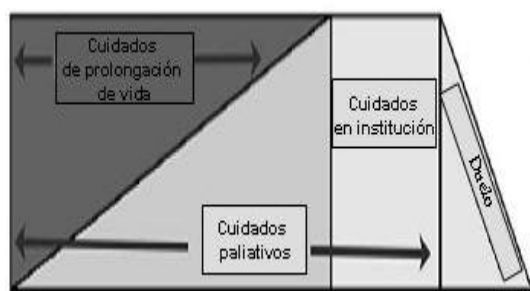 Cuidados
de prolongación
de vida
Cuidados
en institución
Duelo
Cuidados
paliativos